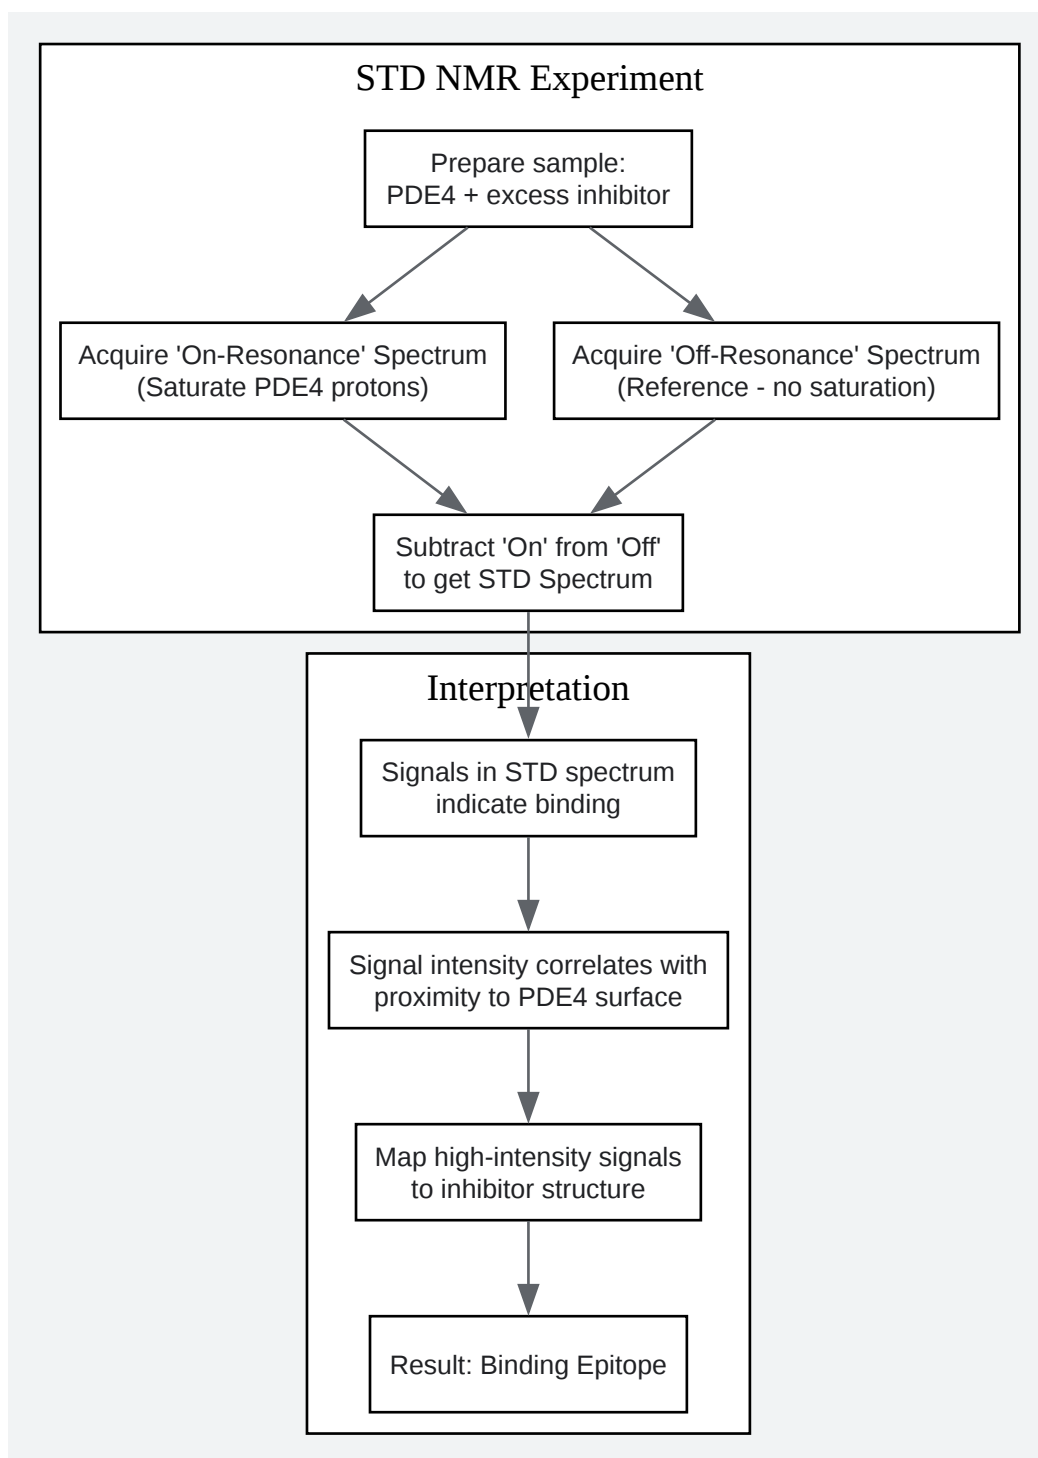 STD NMR Experiment
Prepare sample:
PDE4 + excess inhibitor
Acquire 'On-Resonance' Spectrum
(Saturate PDE4 protons)
Acquire 'Off-Resonance' Spectrum
(Reference - no saturation)
Subtract 'On' from 'Off'
to get STD Spectrum
Interpretation
Signals in STD spectrum
indicate binding
Signal intensity correlates with
proximity to PDE4 surface
Map high-intensity signals
to inhibitor structure
Result: Binding Epitope